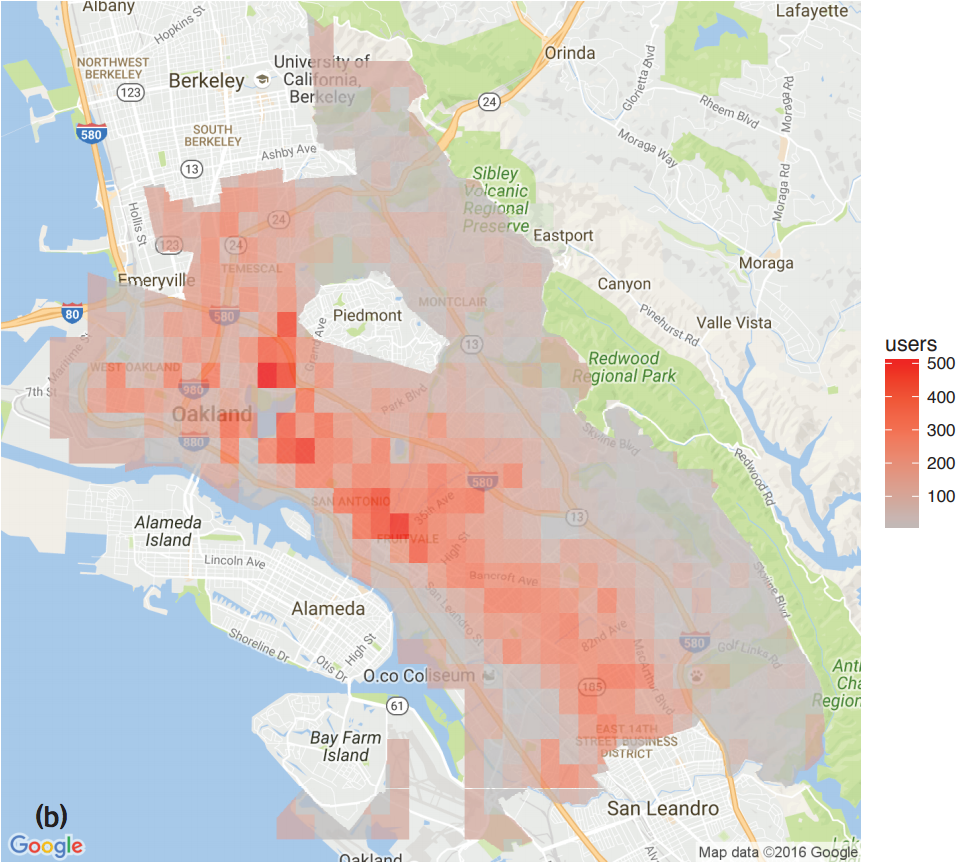 Albany
Hopkins St
Lafayette
NORTHWEST
BERKELEY
Orinda
University of
California,
Berkeley
Berkeley
123
24
Glorietta Blvd
Rheem Blvd
Moraga Rd
580
SOUTH
BERKELEY
Ashby Ave
13
Moraga Way
Sibley
Volcanic
Regional
Preserve
Moraga Rd
Hollis St
24
123
24
Eastport
TEMESCAL
Moraga
Emeryville
Canyon
MONTCLAIR
80
580
Piedmont
Grand Ave
Pinehurst Rd
Valle Vista
13
users
Maritime St
WEST OAKLAND
Redwood
Regional Park
500
7th St
980
Park Blvd
400
Oakland
880
Skyline Blvd
300
200
580
Redwood Rd
100
SAN ANTONIO
35th Ave
13
Alameda
Island
FRUITVALE
High St
Lincoln Ave
Bancroft Ave
Skyline Blvd
San Leandro St
Alameda
82nd Ave
Shoreline Dr
High St
580
Golf Links Rd
Otis Dr
MacArthur Blvd
O.co Coliseum
185
Ant
Cha
Region
61
Bay Farm
Island
EAST 14TH
STREET BUSINESS
DISTRICT
San Leandro
(b)
Google
Oakland
Map data ©2016 Google
Lak